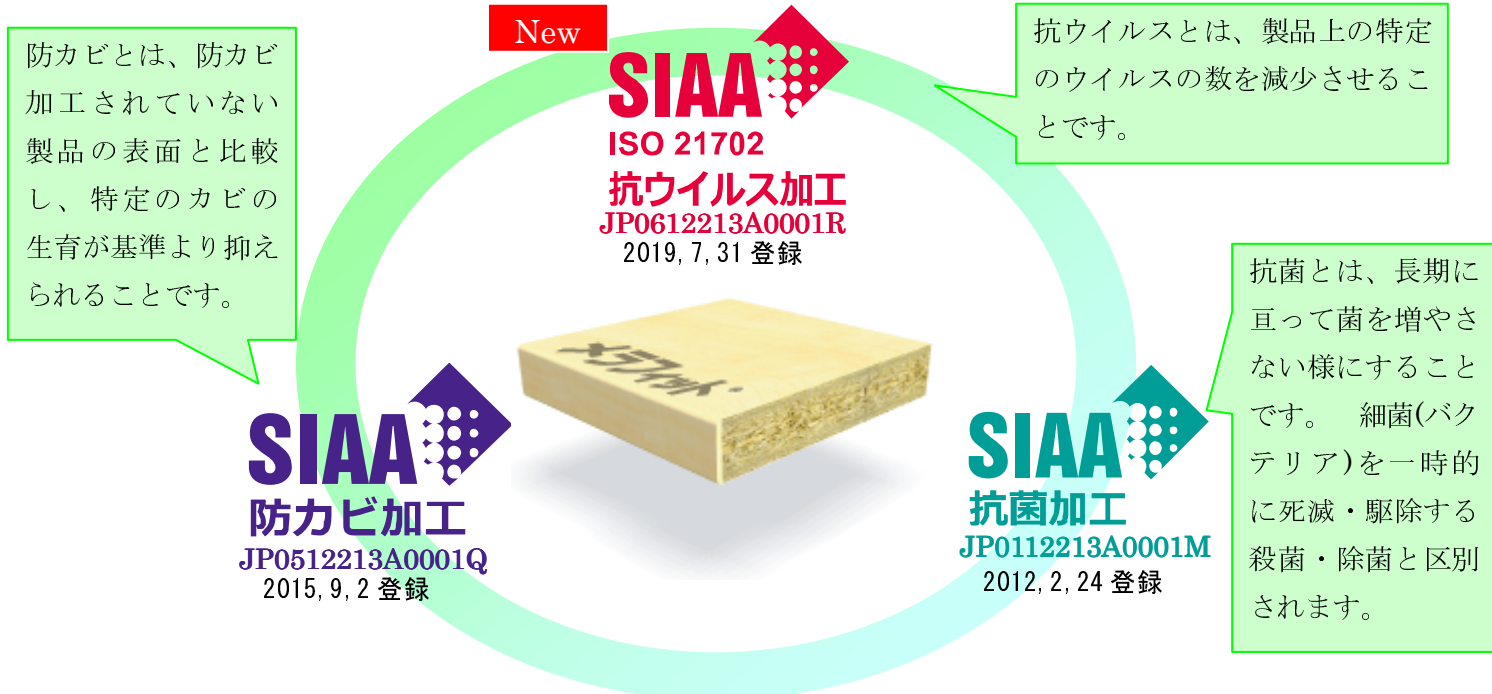 New
SIAA
ISO 21702
抗ウイルス加工
JP0612213A0001R
2019,7,31 登録
防カビとは、防カビ
加工されていない
製品の表面と比較
し、特定のカビの
生育が基準より抑え
られることです。
抗ウイルスとは、製品上の特定
のウイルスの数を減少させるこ
とです。
メラフィット
SIAA
防カビ加工
JP0512213A0001Q
2015,9,2 登録
SIAA
抗菌加工
JP0112213A0001M
2012,2,24 登録
抗菌とは、長期に
亘って菌を増やさ
ない様にすること
です。　細菌(バク
テリア)を一時的
に死滅・駆除する
殺菌・除菌と区別
されます。